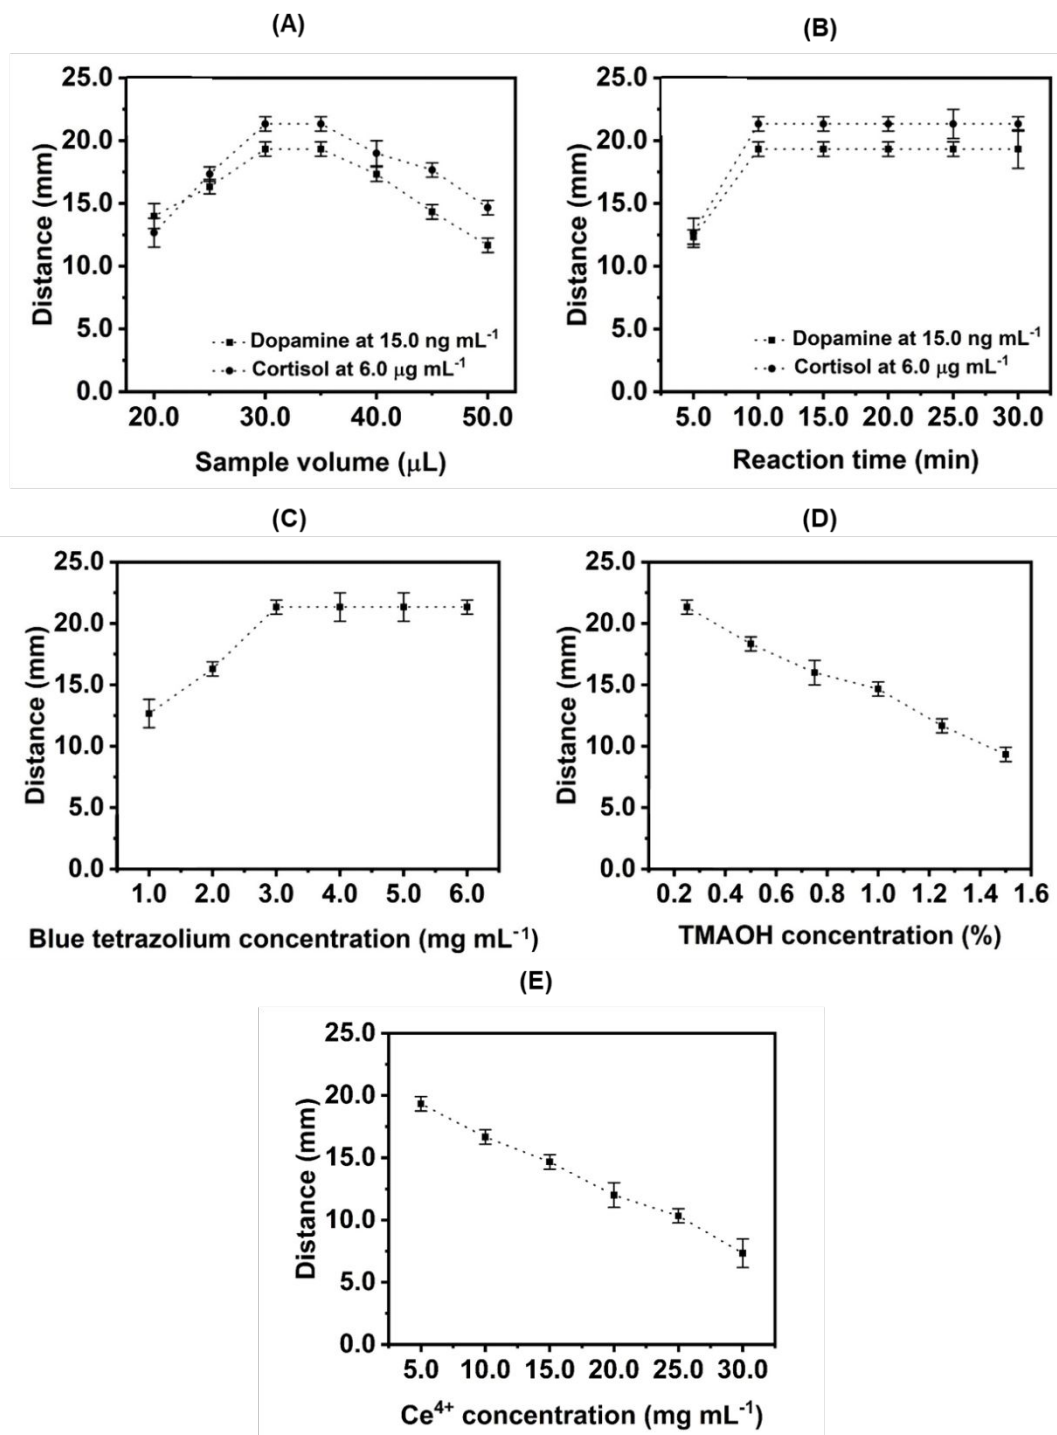 (A)
25.0
20.0
15.0
10.0
5.0
0.0
Distance (mm)
Dopamine at 15.0 ng mL⁻¹
Cortisol at 6.0 μg mL⁻¹
20.0 30.0 40.0 50.0
Sample volume (μL)
(B)
25.0
20.0
15.0
10.0
5.0
0.0
Distance (mm)
Dopamine at 15.0 ng mL⁻¹
Cortisol at 6.0 μg mL⁻¹
5.0 10.0 15.0 20.0 25.0 30.0
Reaction time (min)
(C)
25.0
20.0
15.0
10.0
5.0
0.0
Distance (mm)
1.0 2.0 3.0 4.0 5.0 6.0
Blue tetrazolium concentration (mg mL⁻¹)
(D)
25.0
20.0
15.0
10.0
5.0
0.0
Distance (mm)
0.2 0.4 0.6 0.8 1.0 1.2 1.4 1.6
TMAOH concentration (%)
(E)
25.0
20.0
15.0
10.0
5.0
0.0
Distance (mm)
5.0 10.0 15.0 20.0 25.0 30.0
Ce⁴⁺ concentration (mg mL⁻¹)